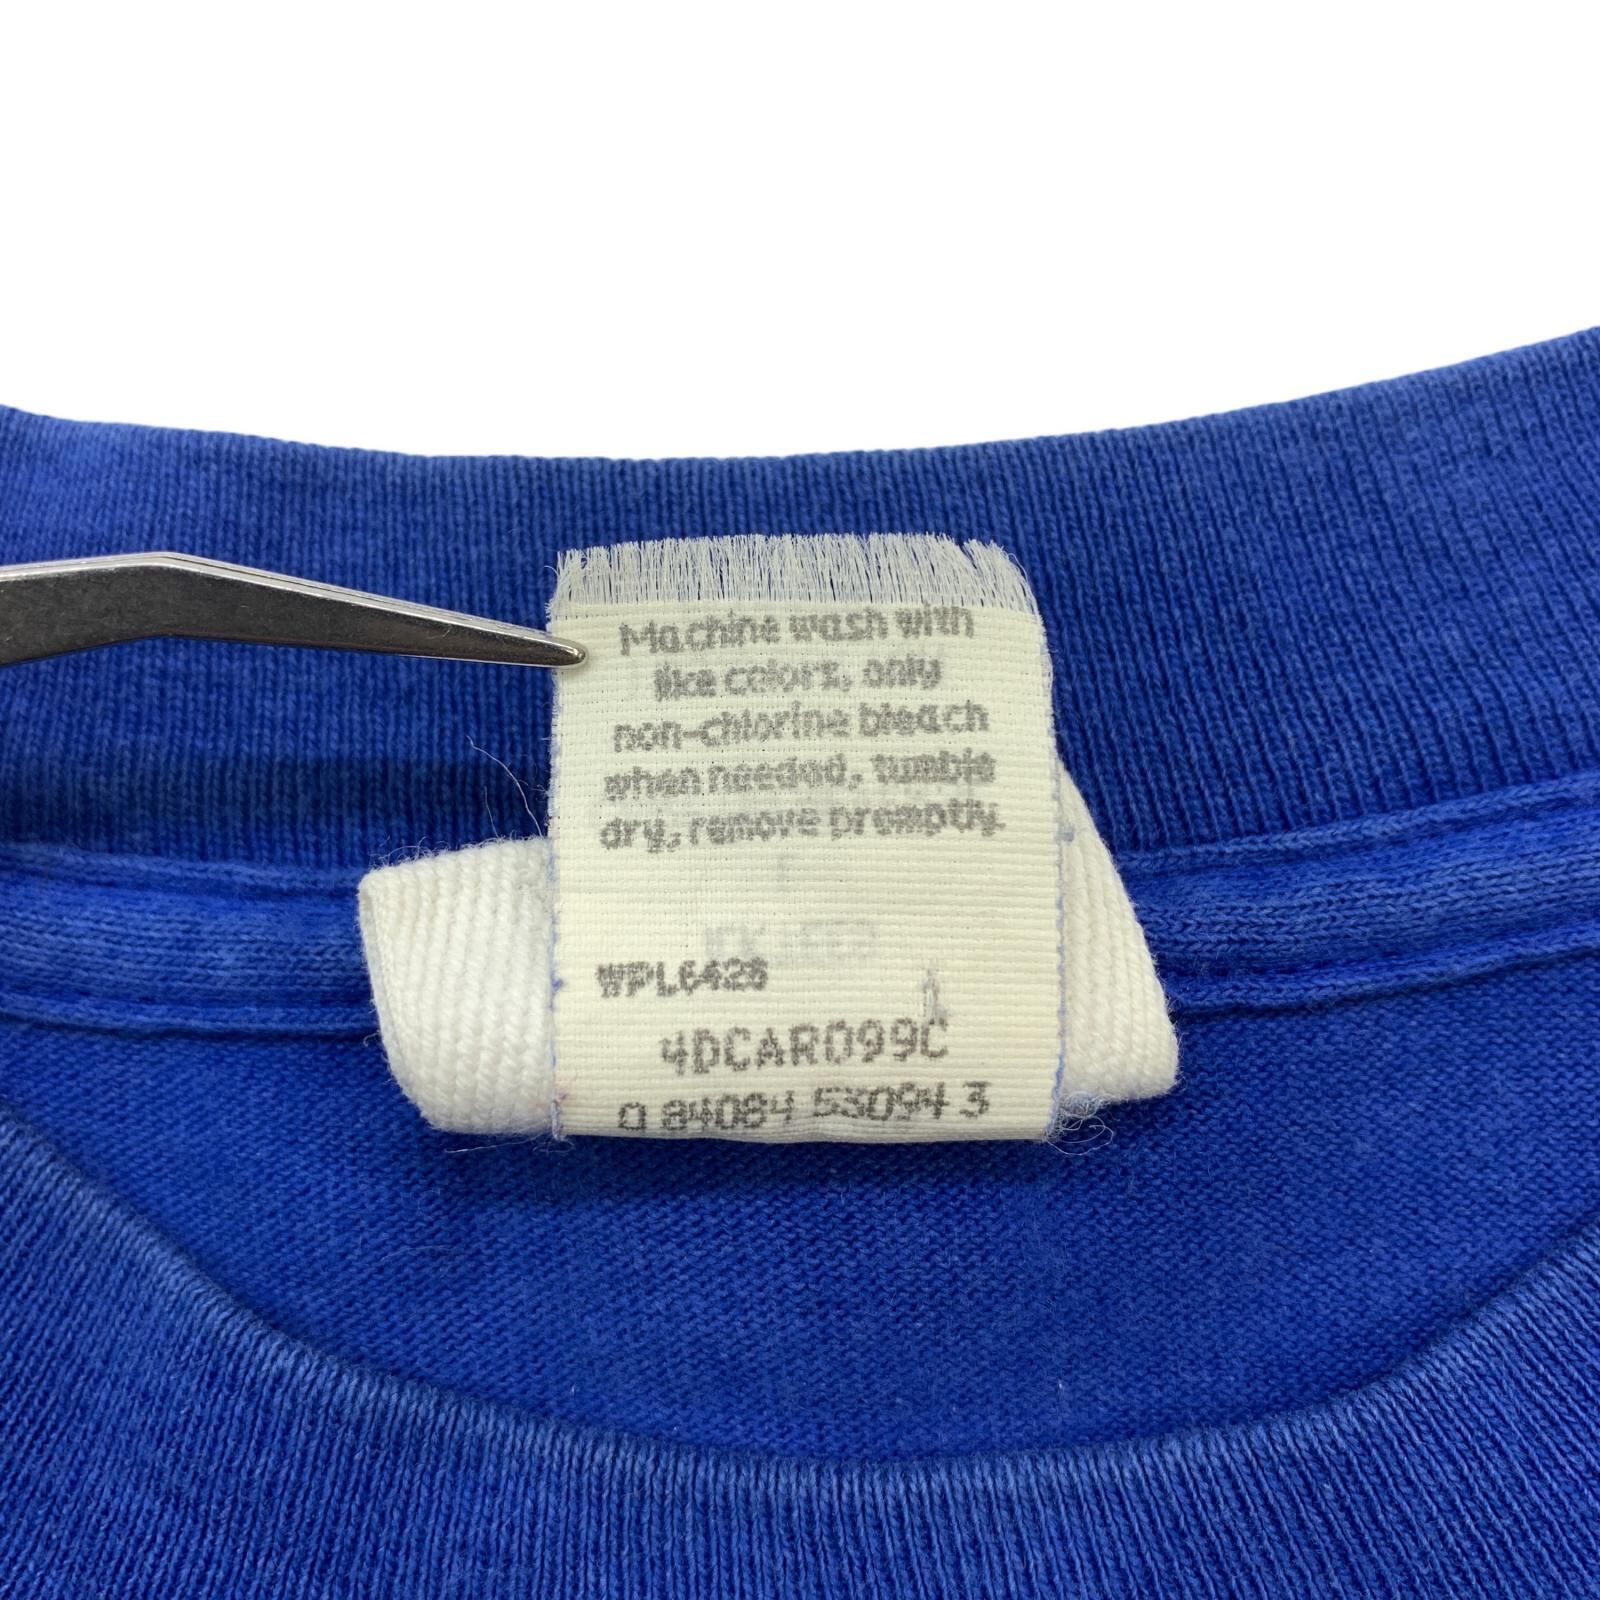 Machine wash with
like colors, only
non-chlorine bleach
when needed, tumble
dry, remove promptly.
WPL6428
4DCAR099C
0 84084 53094 3